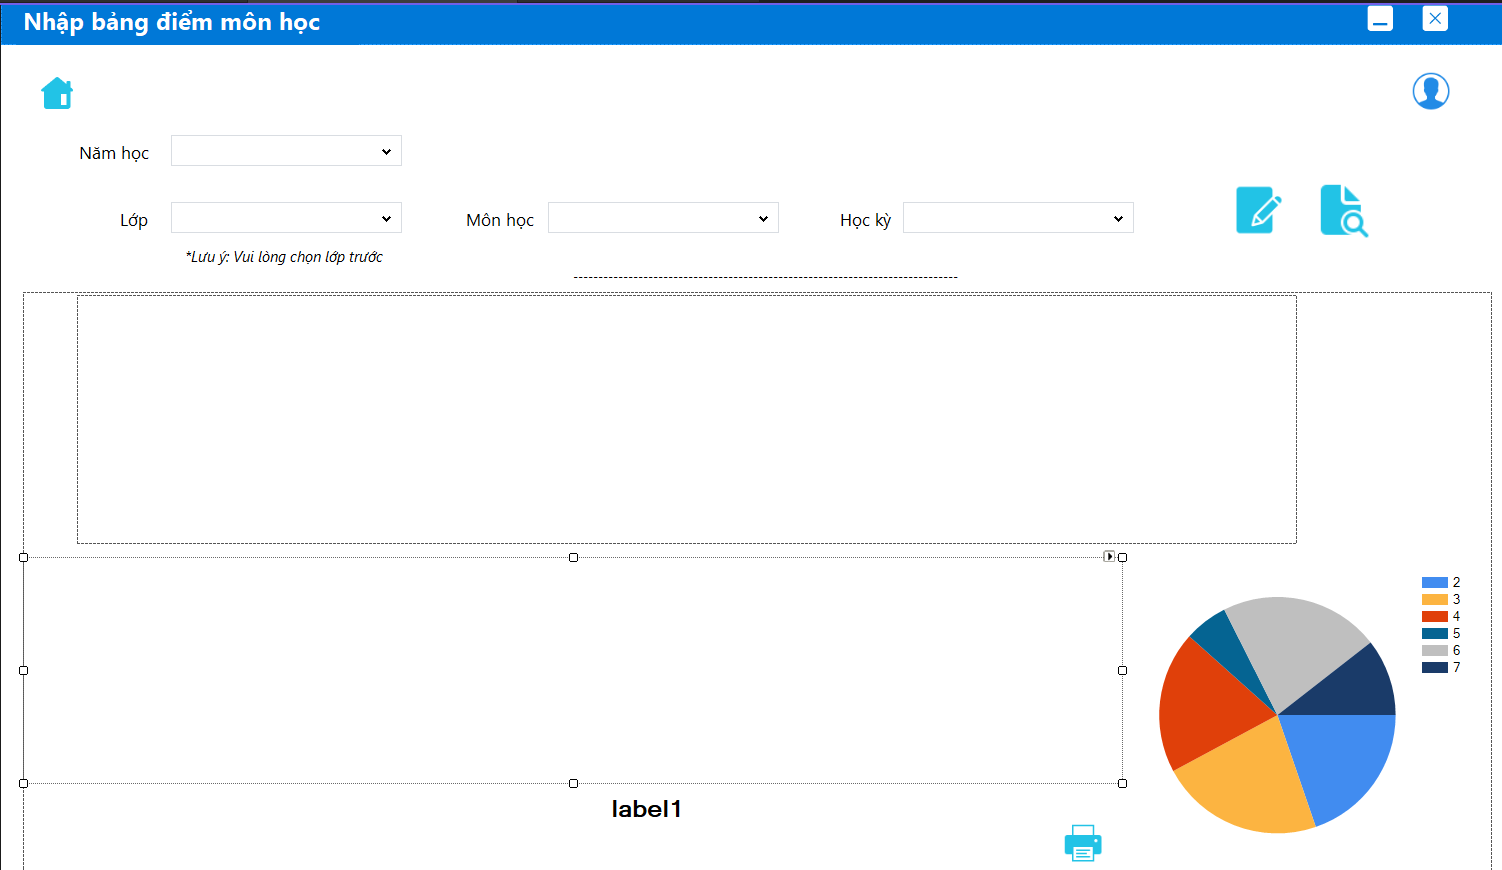 Nhập bảng điểm môn học
Năm học
Lớp
Môn học
Học kỳ
*Lưu ý: Vui lòng chọn lớp trước
2
3
4
5
6
7
label1